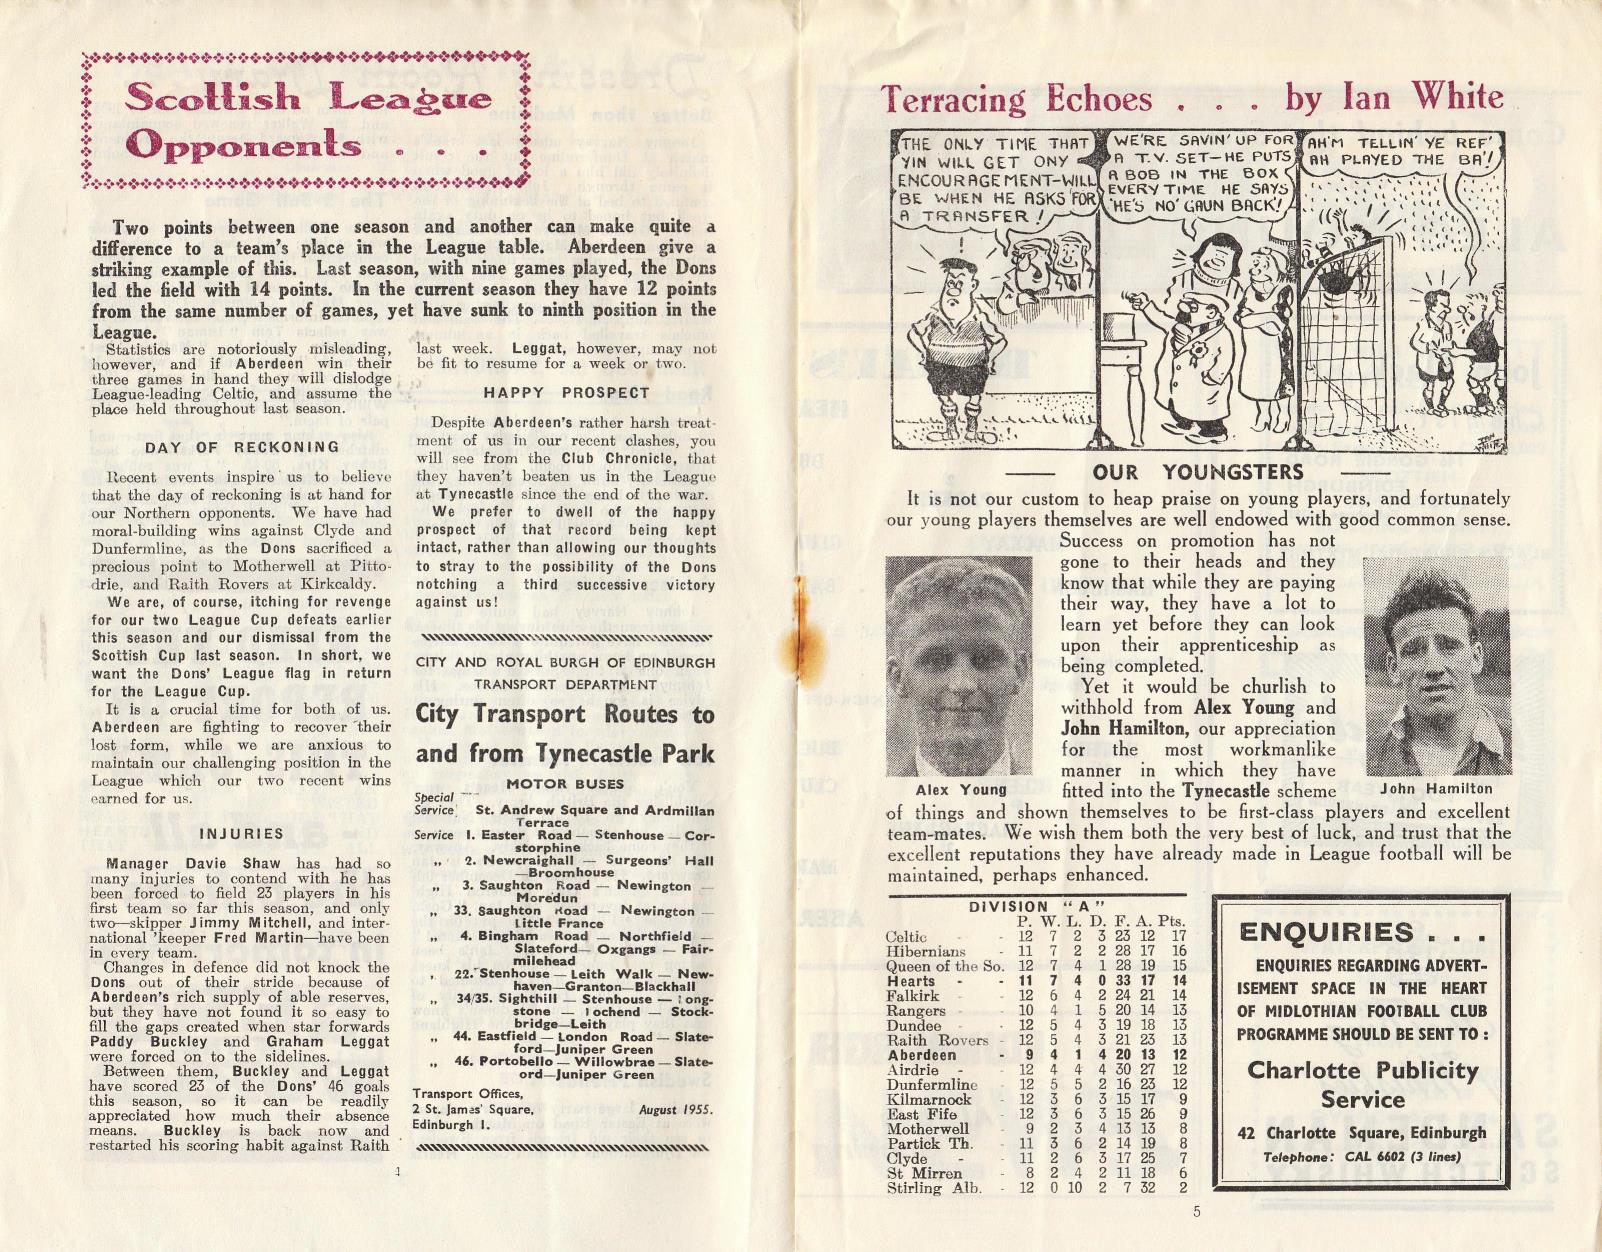 Scottish League
Opponents . . .
Two points between one season and another can make quite a
difference to a team's place in the League table. Aberdeen give a
striking example of this. Last season, with nine games played, the Dons
led the field with 14 points. In the current season they have 12 points
from the same number of games, yet have sunk to ninth position in the
League.
Statistics are notoriously misleading,
however, and if Aberdeen win their
three games in hand they will dislodge
League-leading Celtic, and assume the
place held throughout last season.
DAY OF RECKONING
Recent events inspire us to believe
that the day of reckoning is at hand for
our Northern opponents. We have had
moral-building wins against Clyde and
Dunfermline, as the Dons sacrificed a
precious point to Motherwell at Pitto-
drie, and Raith Rovers at Kirkcaldy.
We are, of course, itching for revenge
for our two League Cup defeats earlier
this season and our dismissal from the
Scottish Cup last season. In short, we
want the Dons' League flag in return
for the League Cup.
It is a crucial time for both of us.
Aberdeen are fighting to recover their
lost form, while we are anxious to
maintain our challenging position in the
League which our two recent wins
earned for us.
INJURIES
Manager Davie Shaw has had so
many injuries to contend with he has
been forced to field 23 players in his
first team so far this season, and only
two—skipper Jimmy Mitchell, and inter-
national 'keeper Fred Martin—have been
in every team.
Changes in defence did not knock the
Dons out of their stride because of
Aberdeen's rich supply of able reserves,
but they have not found it so easy to
fill the gaps created when star forwards
Paddy Buckley and Graham Leggat
were forced on to the sidelines.
Between them, Buckley and Leggat
have scored 23 of the Dons' 46 goals
this season, so it can be readily
appreciated how much their absence
means. Buckley is back now and
restarted his scoring habit against Raith
last week. Leggat, however, may not
be fit to resume for a week or two.
HAPPY PROSPECT
Despite Aberdeen's rather harsh treat-
ment of us in our recent clashes, you
will see from the Club Chronicle, that
they haven't beaten us in the League
at Tynecastle since the end of the war.
We prefer to dwell of the happy
prospect of that record being kept
intact, rather than allowing our thoughts
to stray to the possibility of the Dons
notching a third successive victory
against us!
CITY AND ROYAL BURGH OF EDINBURGH
TRANSPORT DEPARTMENT
City Transport Routes to
and from Tynecastle Park
MOTOR BUSES
Special
Service St. Andrew Square and Ardmillan
Terrace
Service 1. Easter Road — Stenhouse — Cor-
storphine
„ 2. Newcraighall — Surgeons' Hall
—Broomhouse
„ 3. Saughton Road — Newington —
Moredun
„ 33. Saughton Road — Newington —
Little France
„ 4. Bingham Road — Northfield —
Slateford— Oxgangs — Fair-
milehead
„ 22. Stenhouse — Leith Walk — New-
haven—Granton—Blackhall
„ 34/35. Sighthill — Stenhouse — Long-
stone — Lochend — Stock-
bridge—Leith
„ 44. Eastfield — London Road — Slate-
ford—Juniper Green
„ 46. Portobello — Willowbrae — Slate-
ord—Juniper Green
Transport Offices,
2 St. James' Square, August 1955.
Edinburgh 1.
4
Terracing Echoes . . . by Ian White
THE ONLY TIME THAT
YIN WILL GET ONY
ENCOURAGEMENT–WILL
BE WHEN HE ASKS FOR
A TRANSFER!
WE'RE SAVIN' UP FOR
A T.V. SET–HE PUTS
A BOB IN THE BOX
EVERY TIME HE SAYS
'HE'S NO' GAUN BACK!
AH'M TELLIN' YE REF'
AH PLAYED THE BA'!
IAN WHITE
OUR YOUNGSTERS
It is not our custom to heap praise on young players, and fortunately
our young players themselves are well endowed with good common sense.
Success on promotion has not
gone to their heads and they
know that while they are paying
their way, they have a lot to
learn yet before they can look
upon their apprenticeship as
being completed.
Yet it would be churlish to
withhold from Alex Young and
John Hamilton, our appreciation
for the most workmanlike
manner in which they have
fitted into the Tynecastle scheme
Alex Young
John Hamilton
of things and shown themselves to be first-class players and excellent
team-mates. We wish them both the very best of luck, and trust that the
excellent reputations they have already made in League football will be
maintained, perhaps enhanced.
DIVISION "A"
P. W. L. D. F. A. Pts.
Celtic - 12 7 2 3 23 12 17
Hibernians - 11 7 2 2 28 17 16
Queen of the So. 12 7 4 1 28 19 15
Hearts - - 11 7 4 0 33 17 14
Falkirk - - 12 6 4 2 24 21 14
Rangers - - 10 4 1 5 20 14 13
Dundee - - 12 5 4 3 19 18 13
Raith Rovers - 12 5 4 3 21 23 13
Aberdeen - 9 4 1 4 20 13 12
Airdrie - - 12 4 4 4 30 27 12
Dunfermline - 12 5 5 2 16 23 12
Kilmarnock - 12 3 6 3 15 17 9
East Fife - 12 3 6 3 15 26 9
Motherwell - 9 2 3 4 13 13 8
Partick Th. - 11 3 6 2 14 19 8
Clyde - - 11 2 6 3 17 25 7
St Mirren - 8 2 4 2 11 18 6
Stirling Alb. - 12 0 10 2 7 32 2
ENQUIRIES . . .
ENQUIRIES REGARDING ADVERT-
ISEMENT SPACE IN THE HEART
OF MIDLOTHIAN FOOTBALL CLUB
PROGRAMME SHOULD BE SENT TO :
Charlotte Publicity
Service
42 Charlotte Square, Edinburgh
Telephone: CAL 6602 (3 lines)
5